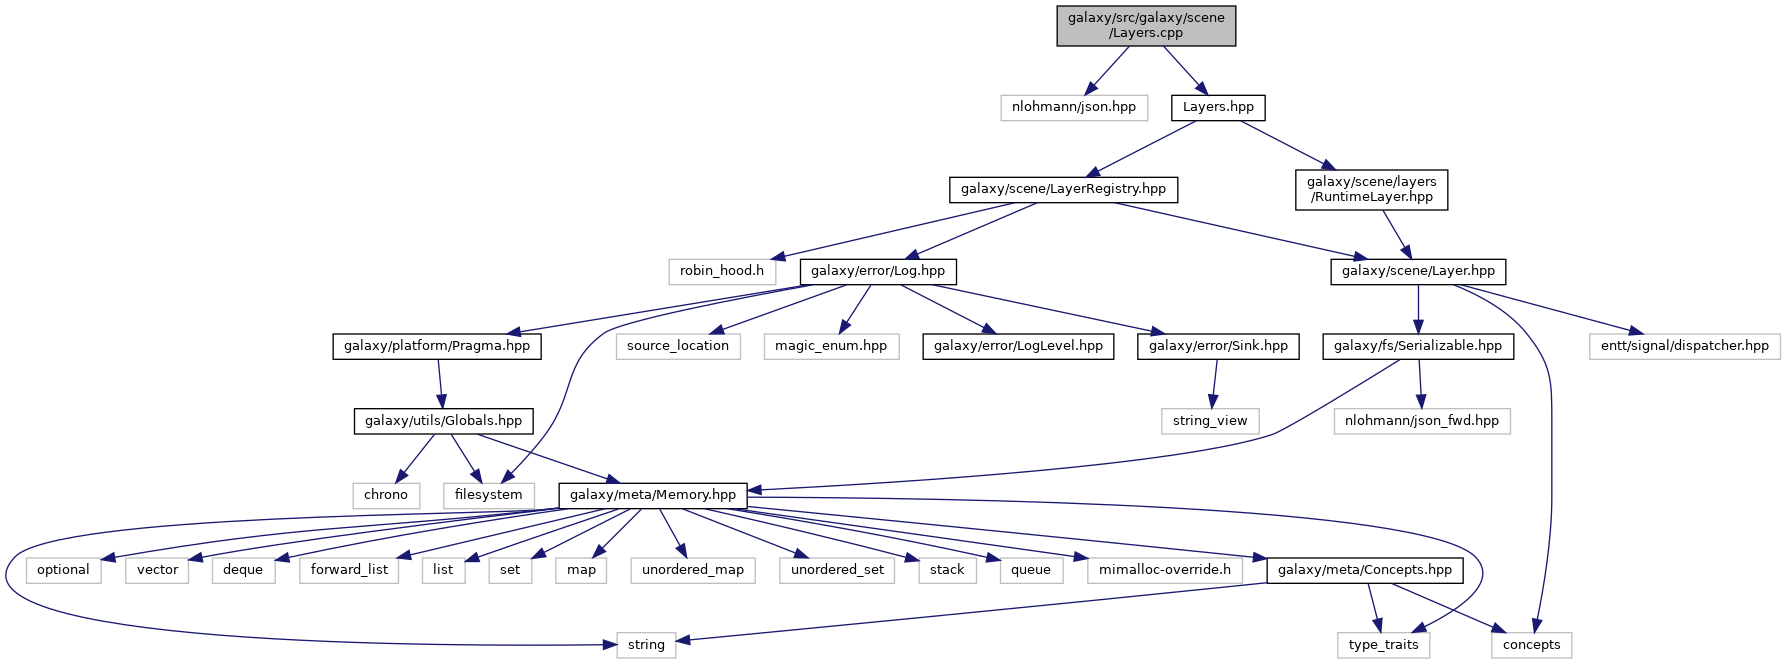 galaxy/src/galaxy/scene
/Layers.cpp
nlohmann/json.hpp
Layers.hpp
galaxy/scene/LayerRegistry.hpp
galaxy/scene/layers
/RuntimeLayer.hpp
robin_hood.h
galaxy/error/Log.hpp
galaxy/scene/Layer.hpp
galaxy/platform/Pragma.hpp
source_location
magic_enum.hpp
galaxy/error/LogLevel.hpp
galaxy/error/Sink.hpp
galaxy/fs/Serializable.hpp
entt/signal/dispatcher.hpp
galaxy/utils/Globals.hpp
string_view
nlohmann/json_fwd.hpp
chrono
filesystem
galaxy/meta/Memory.hpp
optional
vector
deque
forward_list
list
set
map
unordered_map
unordered_set
stack
queue
mimalloc-override.h
galaxy/meta/Concepts.hpp
string
type_traits
concepts